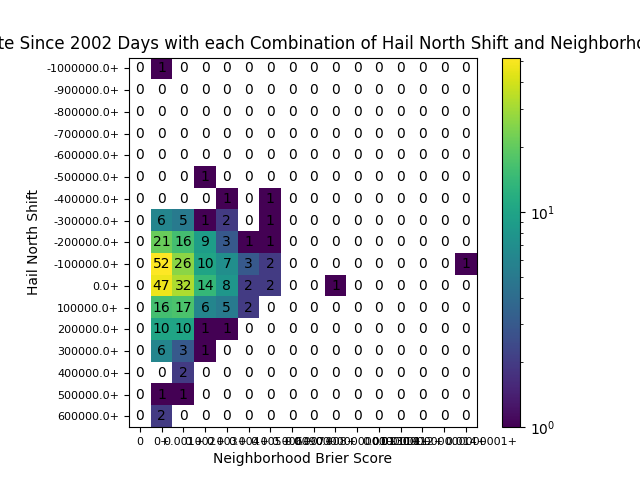 te Since 2002 Days with each Combination of Hail North Shift and Neighborho
-1000000.0+ 0 1 0 0 0 0 0 0 0 0 0 0 0 0 0 0
-900000.0+ 0 0 0 0 0 0 0 0 0 0 0 0 0 0 0 0
-800000.0+ 0 0 0 0 0 0 0 0 0 0 0 0 0 0 0 0
-700000.0+ 0 0 0 0 0 0 0 0 0 0 0 0 0 0 0 0
-600000.0+ 0 0 0 0 0 0 0 0 0 0 0 0 0 0 0 0
-500000.0+ 0 0 0 1 0 0 0 0 0 0 0 0 0 0 0 0
-400000.0+ 0 0 0 0 1 0 1 0 0 0 0 0 0 0 0 0
-300000.0+ 0 6 5 1 2 0 1 0 0 0 0 0 0 0 0 0
-200000.0+ 0 21 16 9 3 1 1 0 0 0 0 0 0 0 0 0
-100000.0+ 0 52 26 10 7 3 2 0 0 0 0 0 0 0 0 1
0.0+ 0 47 32 14 8 2 2 0 0 1 0 0 0 0 0 0
100000.0+ 0 16 17 6 5 2 0 0 0 0 0 0 0 0 0 0
200000.0+ 0 10 10 1 1 0 0 0 0 0 0 0 0 0 0 0
300000.0+ 0 6 3 1 0 0 0 0 0 0 0 0 0 0 0 0
400000.0+ 0 0 2 0 0 0 0 0 0 0 0 0 0 0 0 0
500000.0+ 0 1 1 0 0 0 0 0 0 0 0 0 0 0 0 0
600000.0+ 0 2 0 0 0 0 0 0 0 0 0 0 0 0 0 0
0 0+
Neighborhood Brier Score
Hail North Shift
10¹
10⁰